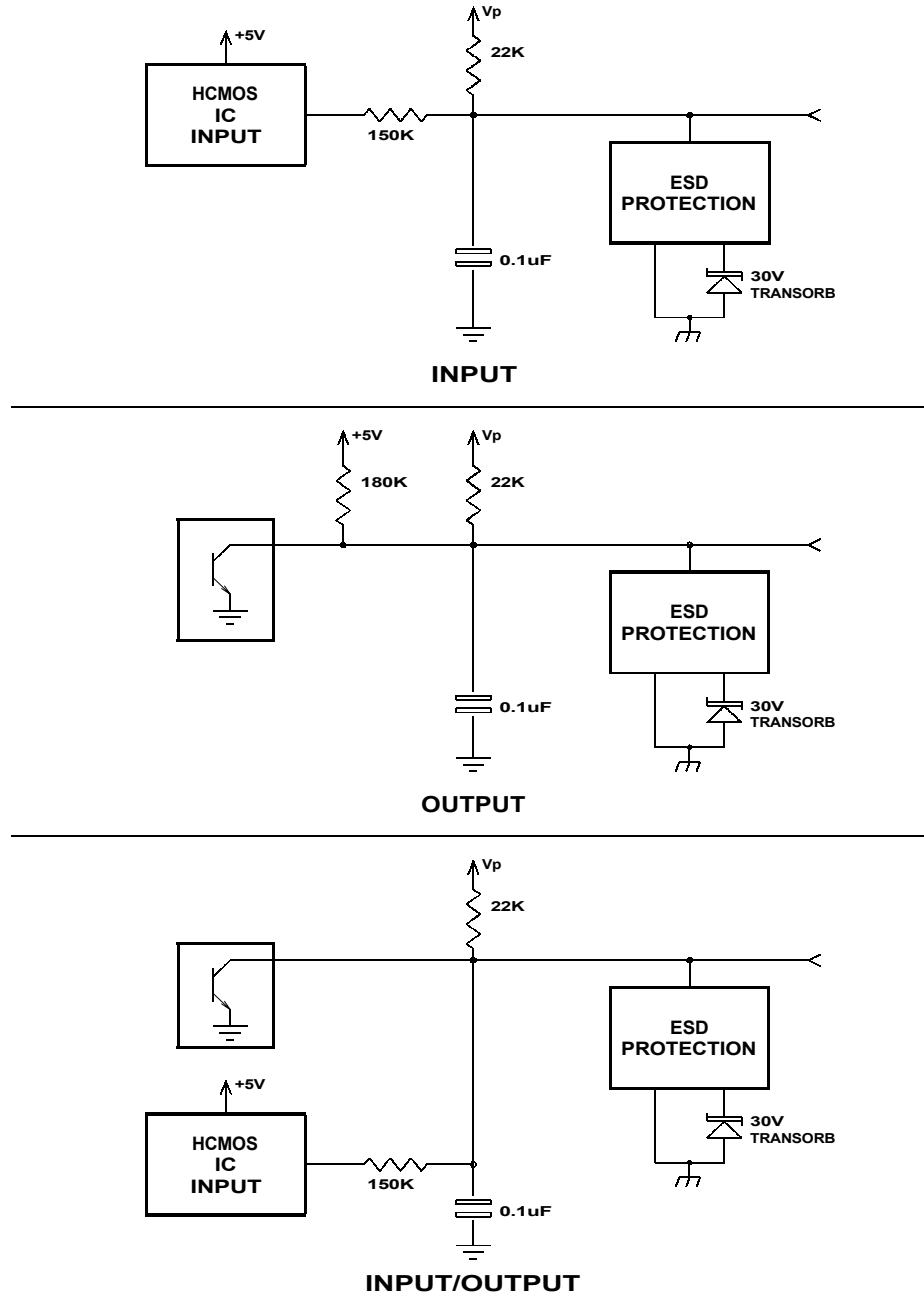 Vp
+5V
22K
HCMOS
IC
INPUT
150K
ESD
PROTECTION
0.1uF
30V
TRANSORB
INPUT
+5V
Vp
180K
22K
ESD
PROTECTION
0.1uF
30V
TRANSORB
OUTPUT
Vp
22K
ESD
PROTECTION
+5V
HCMOS
IC
INPUT
150K
30V
TRANSORB
0.1uF
INPUT/OUTPUT